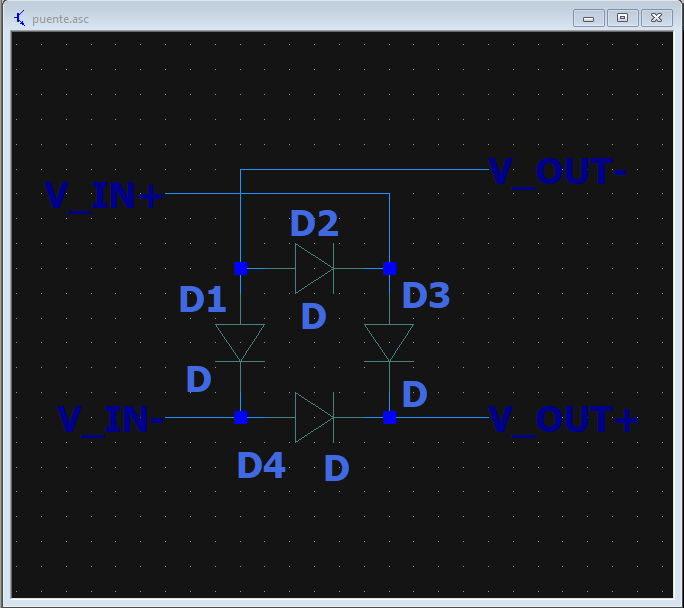 puente.asc
V_OUT-
V_IN+
D2
D1
D3
D
D
D
V_IN-
V_OUT+
D4
D